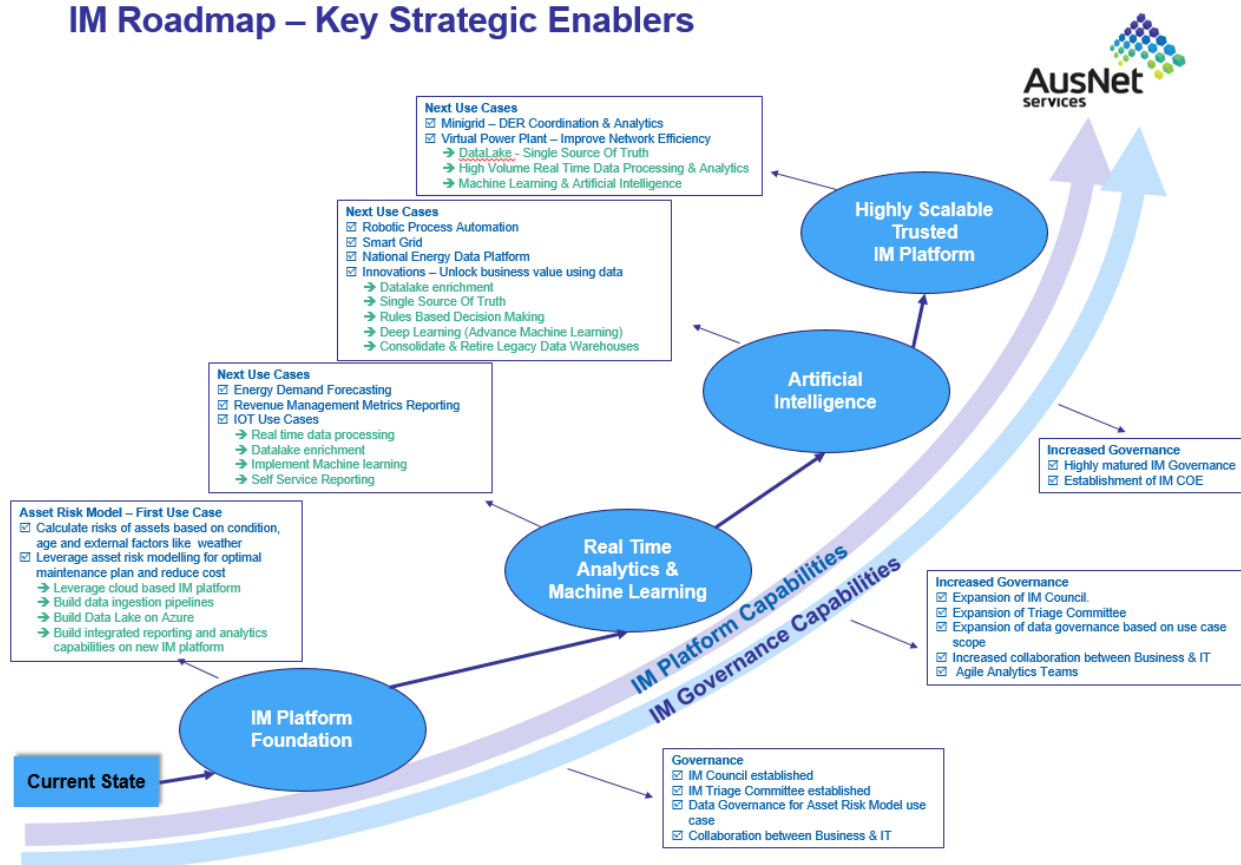 IM Roadmap – Key Strategic Enablers
AusNet
services
Next Use Cases
☑ Minigrid – DER Coordination & Analytics
☑ Virtual Power Plant – Improve Network Efficiency
➔ DataLake - Single Source Of Truth
➔ High Volume Real Time Data Processing & Analytics
➔ Machine Learning & Artificial Intelligence
Highly Scalable
Trusted
IM Platform
Next Use Cases
☑ Robotic Process Automation
☑ Smart Grid
☑ National Energy Data Platform
☑ Innovations – Unlock business value using data
➔ Datalake enrichment
➔ Single Source Of Truth
➔ Rules Based Decision Making
➔ Deep Learning (Advance Machine Learning)
➔ Consolidate & Retire Legacy Data Warehouses
Artificial
Intelligence
Next Use Cases
☑ Energy Demand Forecasting
☑ Revenue Management Metrics Reporting
☑ IOT Use Cases
➔ Real time data processing
➔ Datalake enrichment
➔ Implement Machine learning
➔ Self Service Reporting
Increased Governance
☑ Highly matured IM Governance
☑ Establishment of IM COE
Asset Risk Model – First Use Case
☑ Calculate risks of assets based on condition,
age and external factors like weather
☑ Leverage asset risk modelling for optimal
maintenance plan and reduce cost
➔ Leverage cloud based IM platform
➔ Build data ingestion pipelines
➔ Build Data Lake on Azure
➔ Build integrated reporting and analytics
capabilities on new IM platform
Real Time
Analytics &
Machine Learning
IM Platform Capabilities
IM Governance Capabilities
Increased Governance
☑ Expansion of IM Council.
☑ Expansion of Triage Committee
☑ Expansion of data governance based on use case
scope
☑ Increased collaboration between Business & IT
☑ Agile Analytics Teams
IM Platform
Foundation
Current State
Governance
☑ IM Council established
☑ IM Triage Committee established
☑ Data Governance for Asset Risk Model use
case
☑ Collaboration between Business & IT